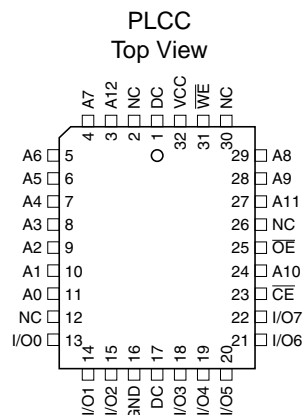 PLCC
Top View
A7 A12 NC DC VCC W̅E̅ NC
4 3 2 1 32 31 30
A6 5 29 A8
A5 6 28 A9
A4 7 27 A11
A3 8 26 NC
A2 9 25 O̅E̅
A1 10 24 A10
A0 11 23 C̅E̅
NC 12 22 I/O7
I/O0 13 21 I/O6
14 15 16 17 18 19 20
I/O1 I/O2 GND DC I/O3 I/O4 I/O5